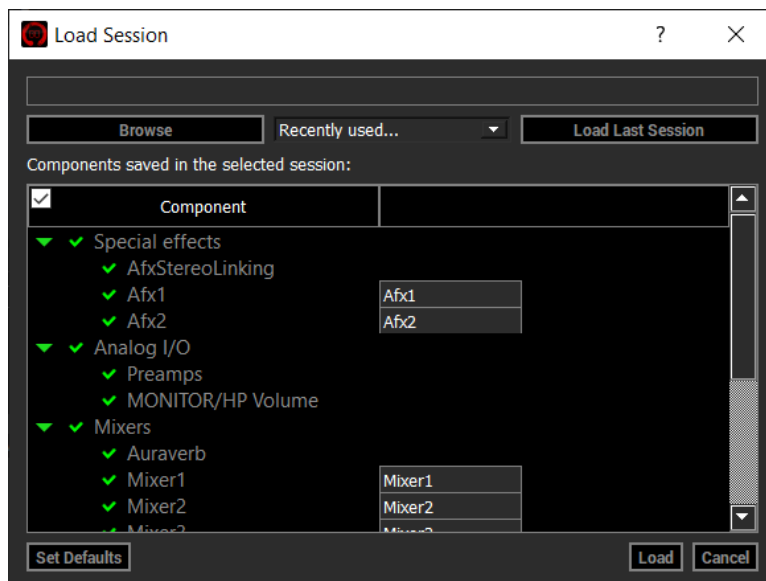 Load Session
?
Browse
Recently used...
Load Last Session
Components saved in the selected session:
Component
Special effects
AfxStereoLinking
Afx1 Afx1
Afx2 Afx2
Analog I/O
Preamps
MONITOR/HP Volume
Mixers
Auraverb
Mixer1 Mixer1
Mixer2 Mixer2
Set Defaults
Load
Cancel